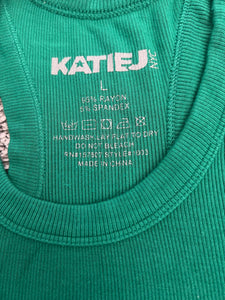 KATIEJ NYC
L
95% RAYON
5% SPANDEX
HANDWASH LAY FLAT TO DRY
DO NOT BLEACH
MADE IN CHINA